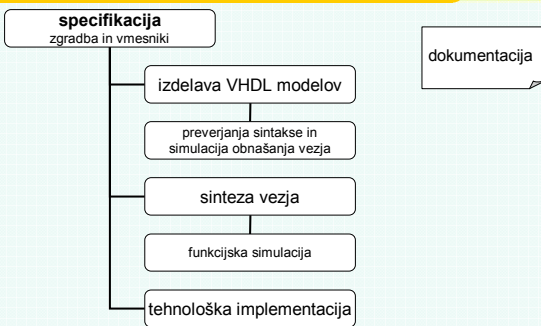 specifikacija
zgradba in vmesniki
dokumentacija
izdelava VHDL modelov
preverjanja sintakse in
simulacija obnašanja vezja
sinteza vezja
funkcijska simulacija
tehnološka implementacija